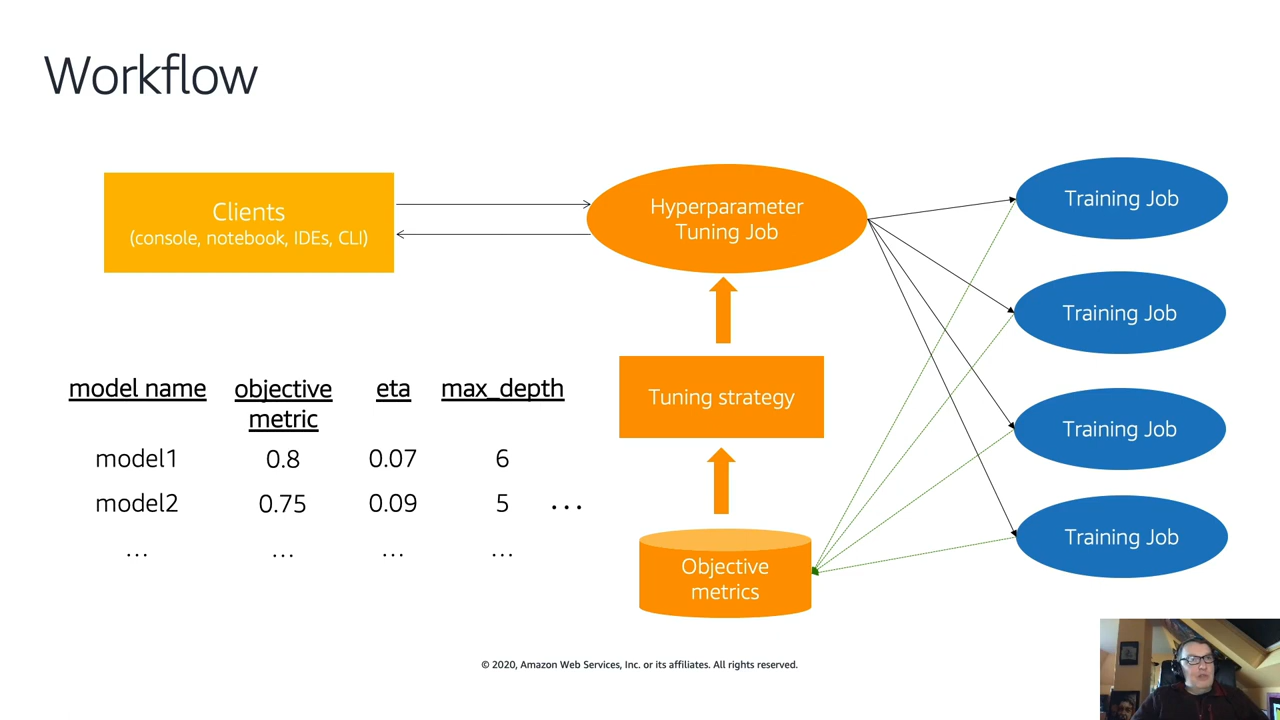 Workflow
Clients
(console, notebook, IDEs, CLI)
Hyperparameter
Tuning Job
Training Job
Training Job
Training Job
Training Job
Tuning strategy
Objective
metrics
model name objective metric eta max_depth
model1 0.8 0.07 6
model2 0.75 0.09 5 ...
... ... ... ...
© 2020, Amazon Web Services, Inc. or its affiliates. All rights reserved.